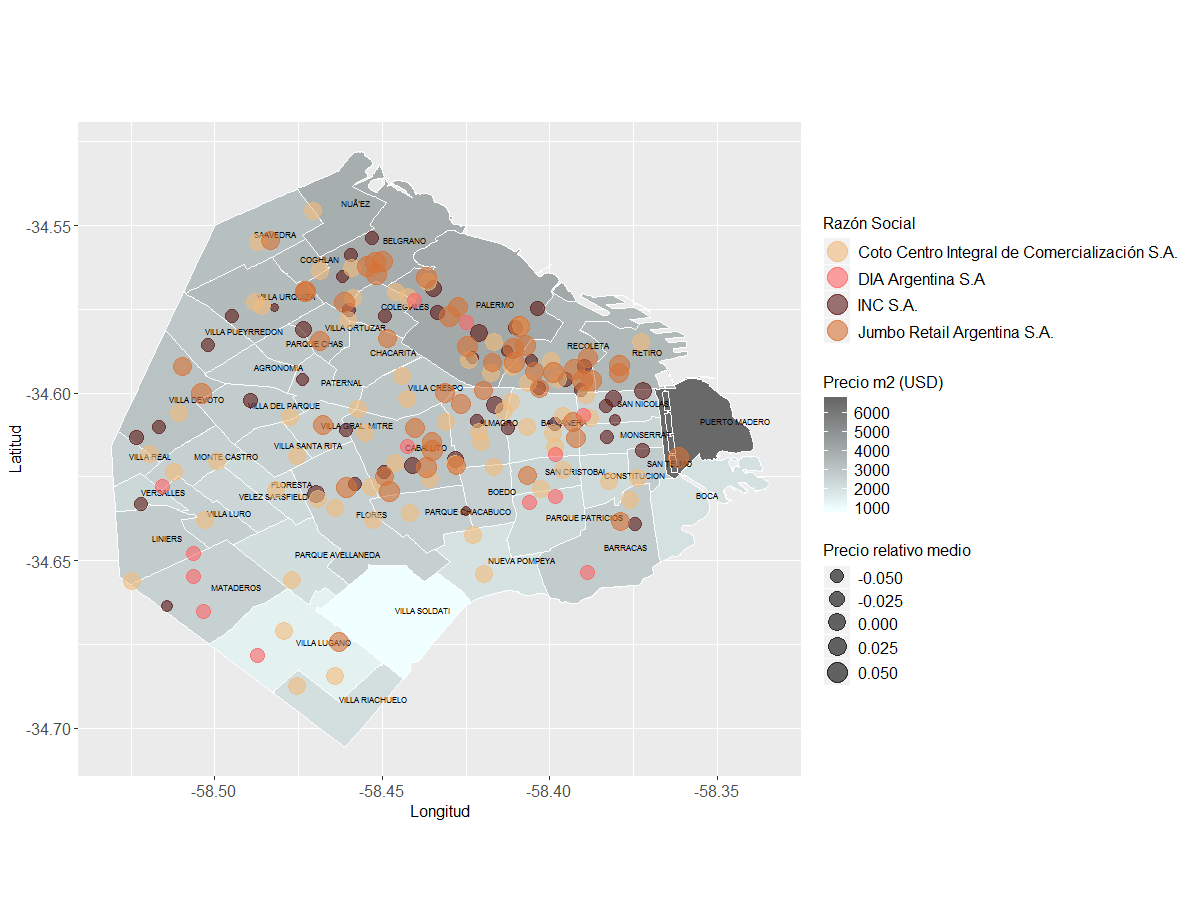 -34.55
-34.60
-34.65
-34.70
Latitud
-58.50
-58.45
-58.40
-58.35
Longitud
NUÃ'EZ
SAAVEDRA
BELGRANO
COGHLAN
VILLA URQUIZA
COLEGIALES
PALERMO
VILLA PUEYRREDON
VILLA ORTUZAR
PARQUE CHAS
CHACARITA
RECOLETA
RETIRO
AGRONOMIA
PATERNAL
VILLA CRESPO
VILLA DEVOTO
VILLA DEL PARQUE
SAN NICOLAS
VILLA GRAL. MITRE
ALMAGRO
BALVANERA
PUERTO MADERO
MONSERRAT
VILLA REAL
MONTE CASTRO
VILLA SANTA RITA
CABALLITO
SAN TELMO
SAN CRISTOBAL
CONSTITUCION
VERSALLES
FLORESTA
VELEZ SARSFIELD
BOEDO
BOCA
VILLA LURO
FLORES
PARQUE CHACABUCO
PARQUE PATRICIOS
LINIERS
PARQUE AVELLANEDA
NUEVA POMPEYA
BARRACAS
MATADEROS
VILLA SOLDATI
VILLA LUGANO
VILLA RIACHUELO
Razón Social
Coto Centro Integral de Comercialización S.A.
DIA Argentina S.A
INC S.A.
Jumbo Retail Argentina S.A.
Precio m2 (USD)
6000
5000
4000
3000
2000
1000
Precio relativo medio
-0.050
-0.025
0.000
0.025
0.050